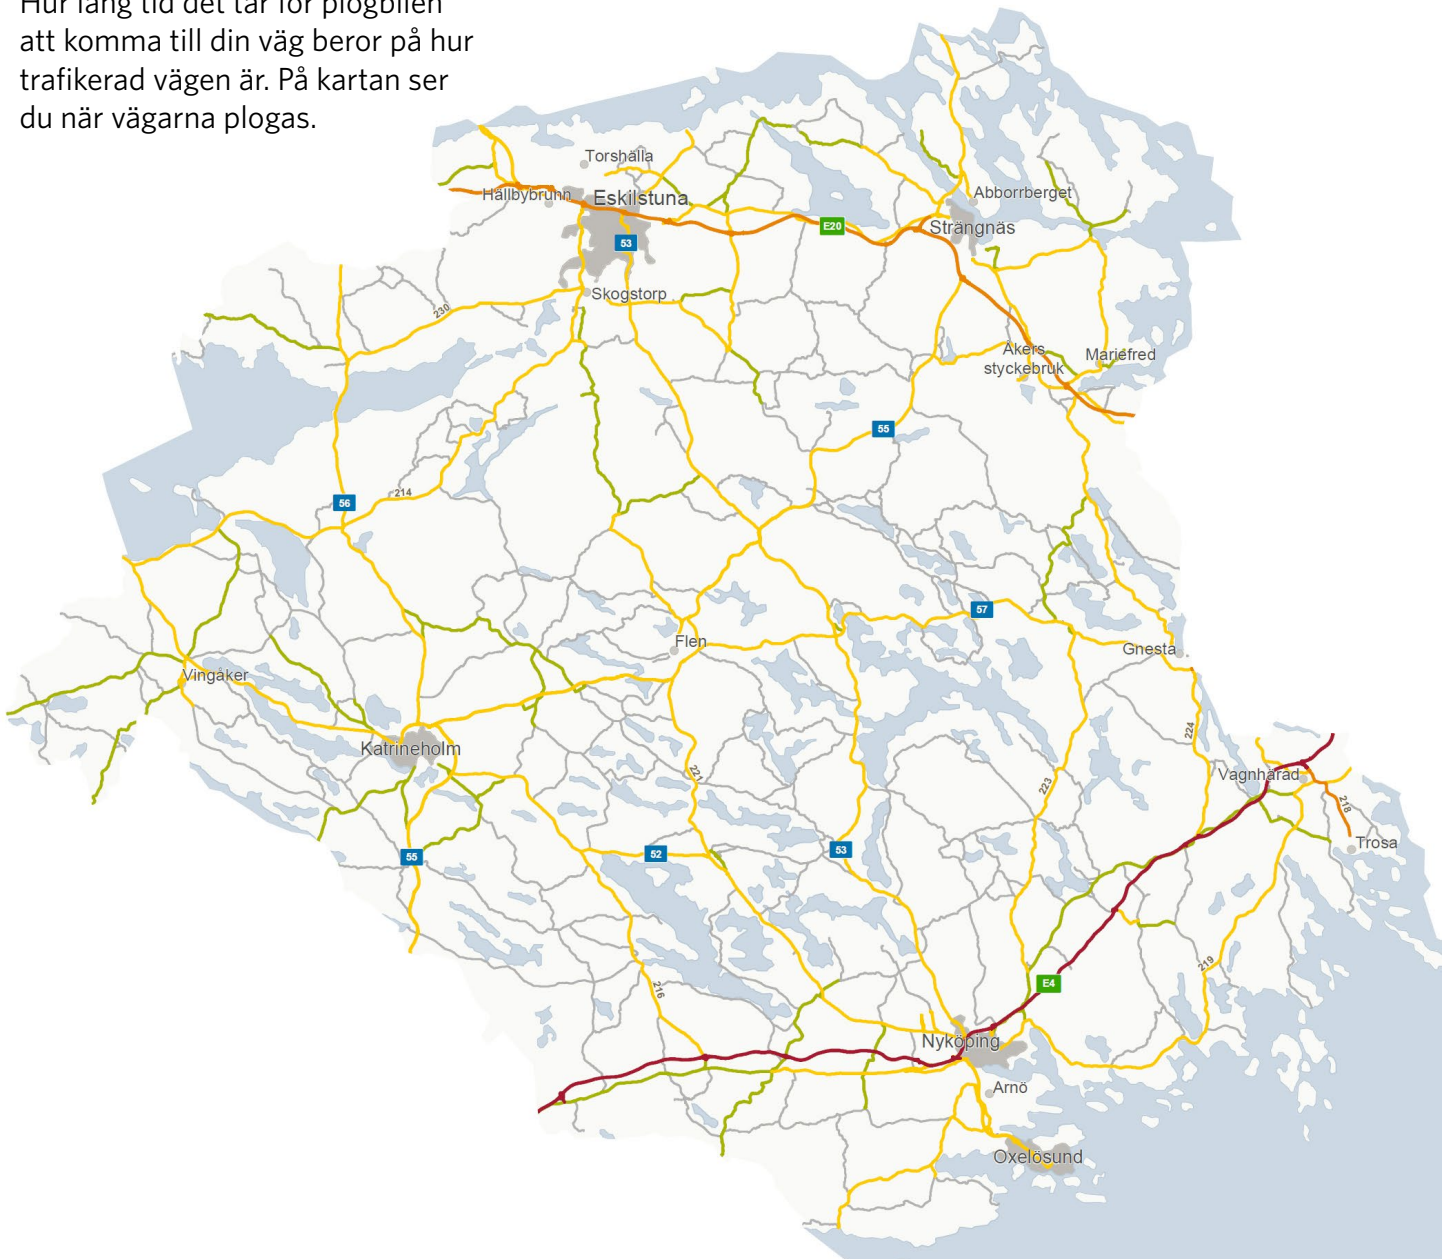 Hur lång tid det tar för plogbilen
att komma till din väg beror på hur
trafikerad vägen är. På kartan ser
du när vägarna plogas.
Torshälla
Hällbybrunn
Eskilstuna
Abborrberget
E20
Strängnäs
53
Skogstorp
230
Åkers
styckebruk
Mariefred
55
214
56
57
Flen
Gnesta
Vingåker
224
Katrineholm
221
223
Vagnhärad
218
55
52
53
Trosa
219
216
E4
Nyköping
Arnö
Oxelösund